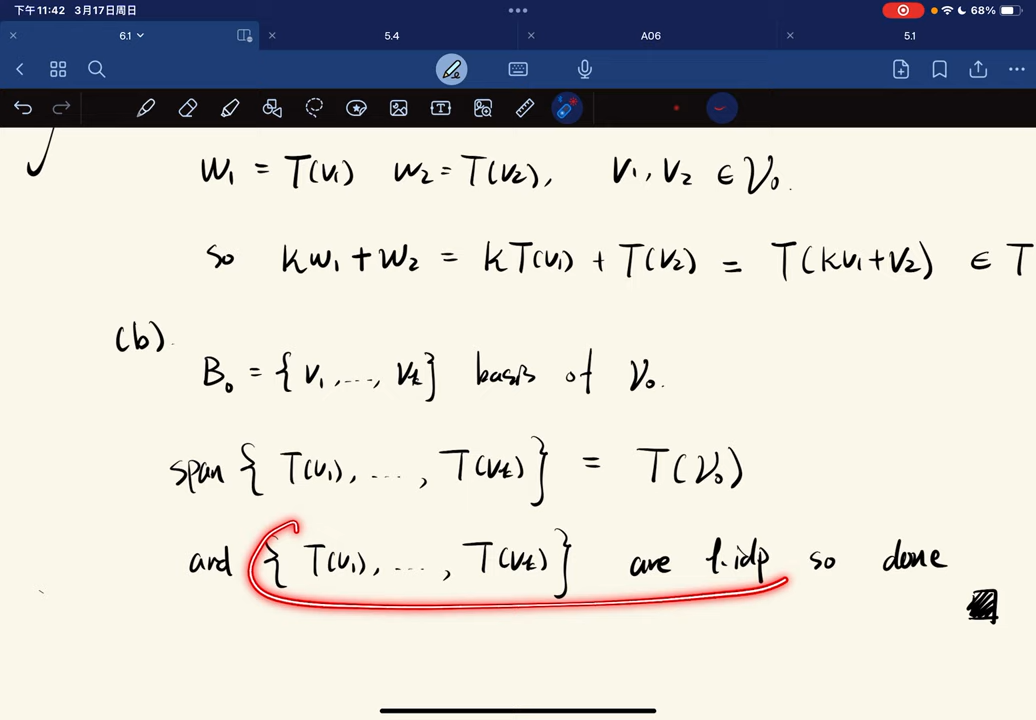 下午11:42 3月17日周日 68%
6.1 5.4 A06 5.1
w₁ = T(v₁) w₂ = T(v₂), v₁, v₂ ∈ V₀.
so kw₁ + w₂ = kT(v₁) + T(v₂) = T(kv₁+v₂) ∈ T
(b).
B₀ = { v₁, ..., vₖ } basis of V₀.
span { T(v₁), ..., T(vₖ) } = T(V₀)
and { T(v₁), ..., T(vₖ) } are l.idp so done